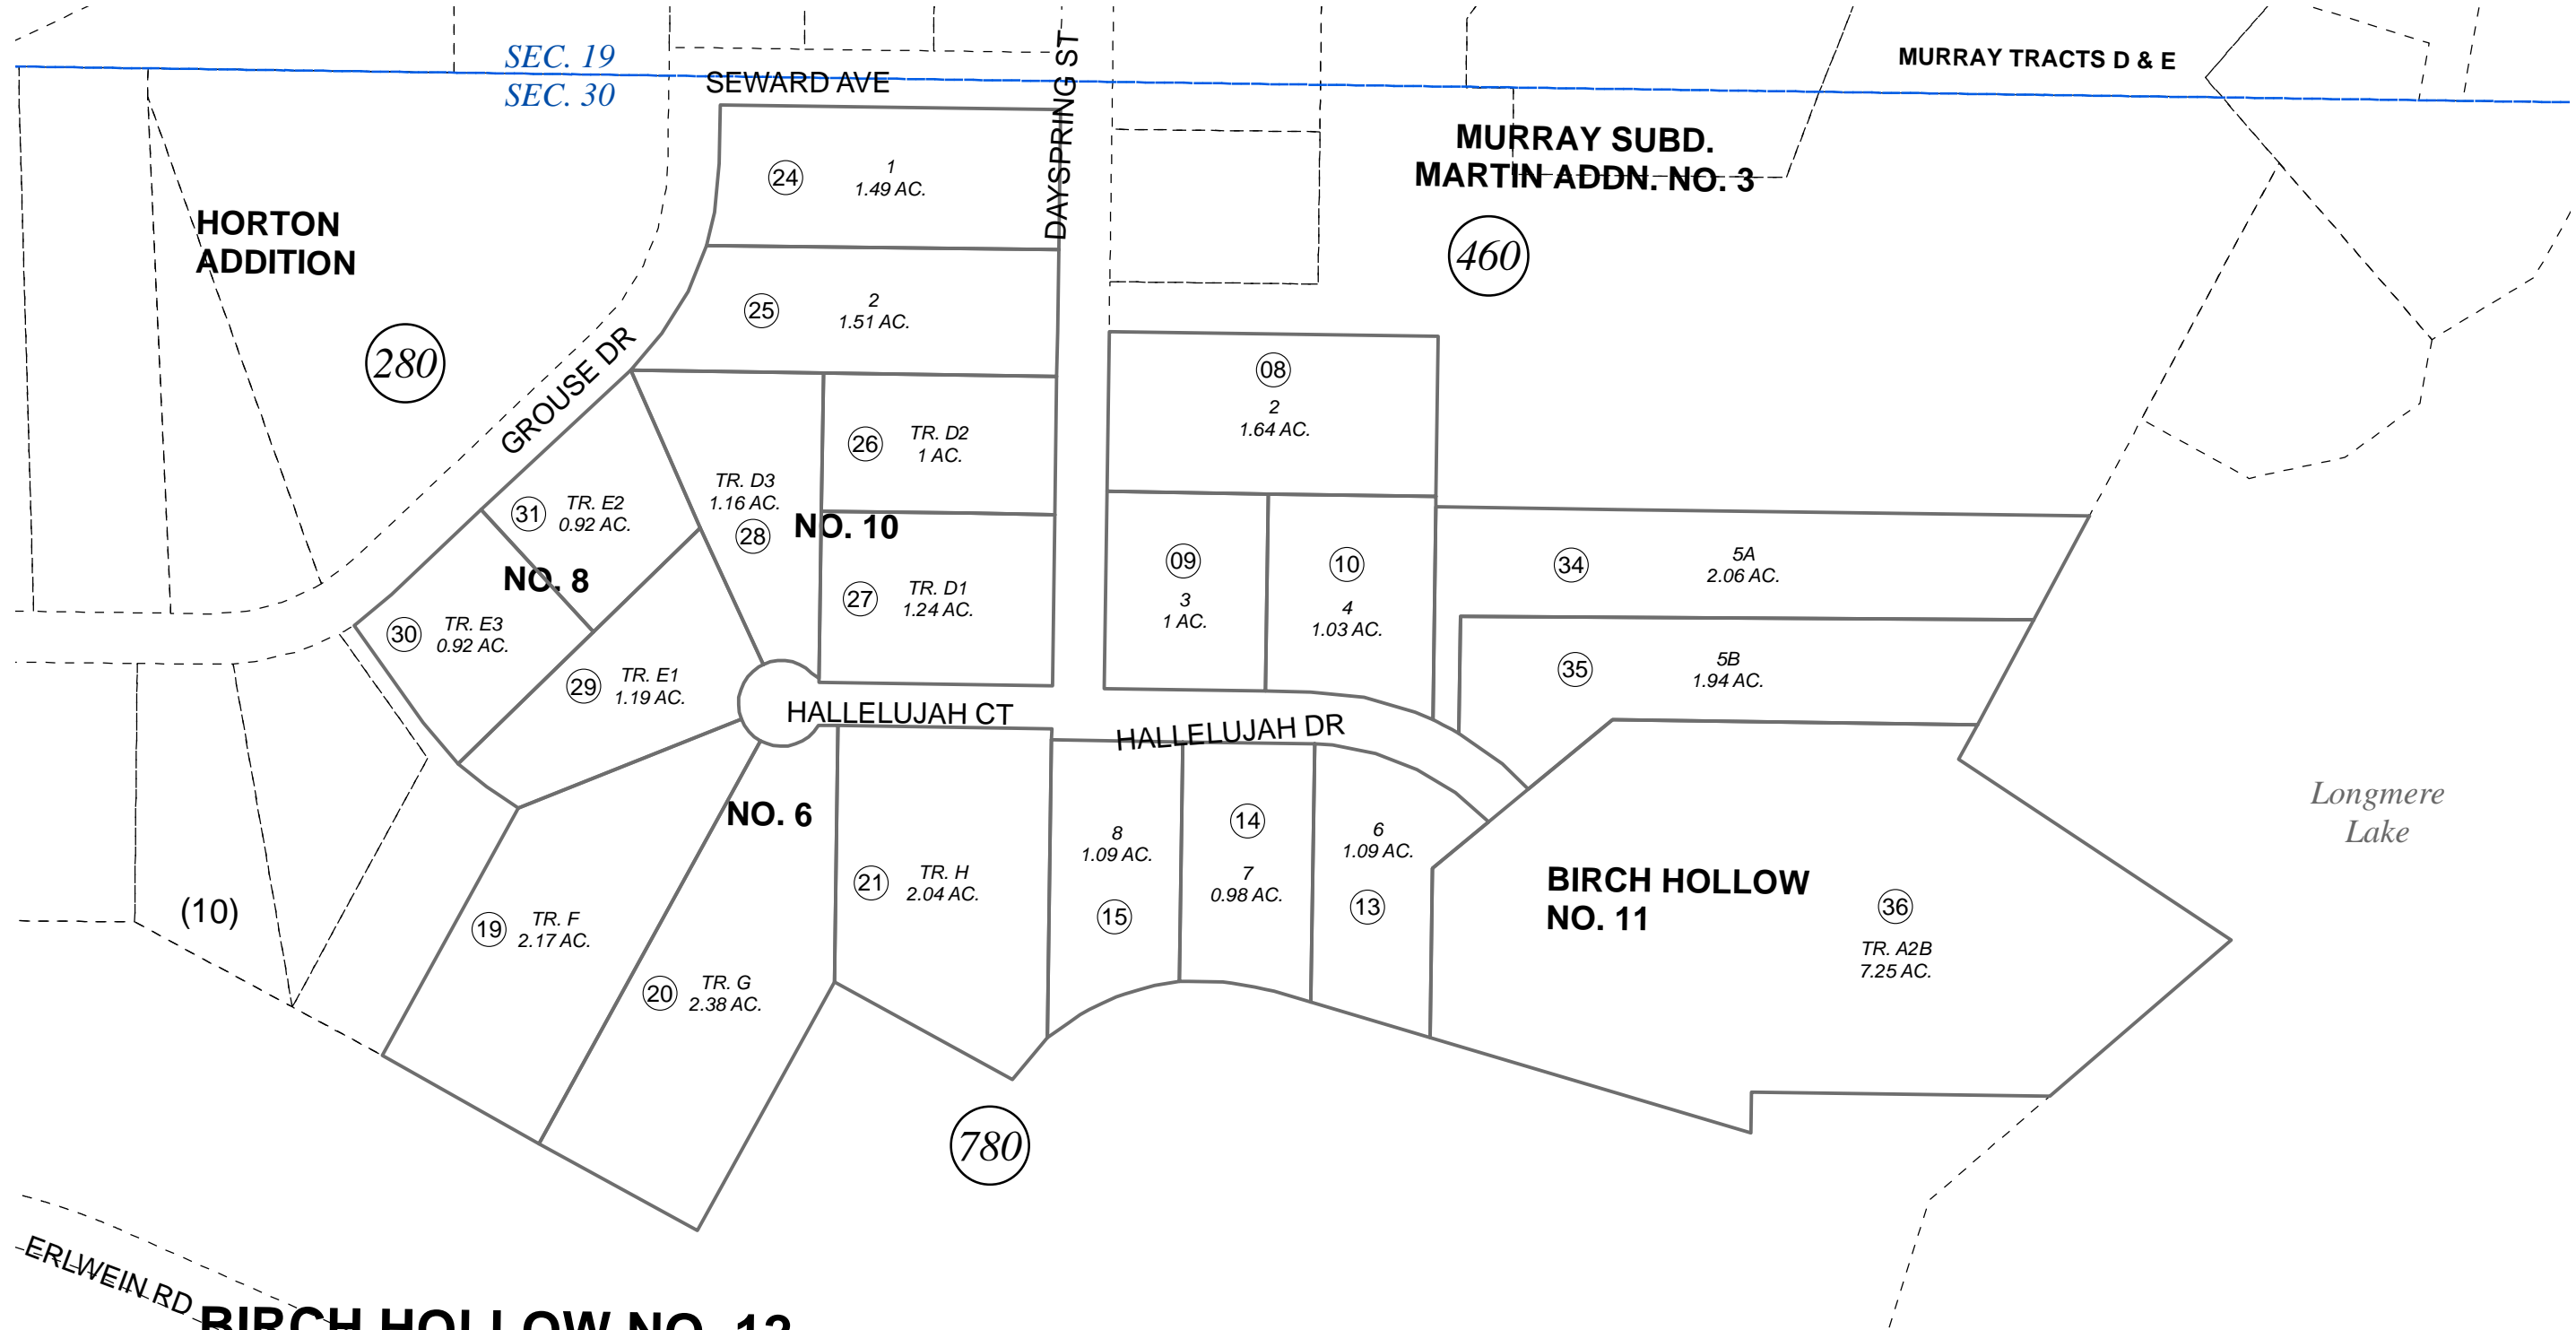 SEC. 19
SEC. 30
SEWARD AVE
DAYSPRING ST
MURRAY TRACTS D & E
MURRAY SUBD.
MARTIN ADDN. NO. 3
460
HORTON
ADDITION
280
GROUSE DR
24
1
1.49 AC.
25
2
1.51 AC.
26
TR. D2
1 AC.
TR. D3
1.16 AC.
28
NO. 10
27
TR. D1
1.24 AC.
31
TR. E2
0.92 AC.
NO. 8
30
TR. E3
0.92 AC.
29
TR. E1
1.19 AC.
08
2
1.64 AC.
09
3
1 AC.
10
4
1.03 AC.
34
5A
2.06 AC.
35
5B
1.94 AC.
HALLELUJAH CT
HALLELUJAH DR
NO. 6
(10)
19
TR. F
2.17 AC.
20
TR. G
2.38 AC.
21
TR. H
2.04 AC.
8
1.09 AC.
15
14
7
0.98 AC.
6
1.09 AC.
13
BIRCH HOLLOW
NO. 11
36
TR. A2B
7.25 AC.
Longmere
Lake
780
ERLWEIN RD
BIRCH HOLLOW NO. 12